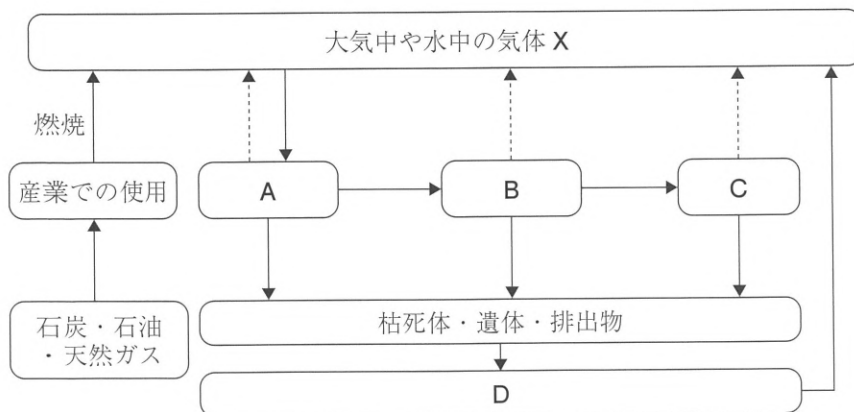 大気中や水中の気体 X
燃焼
産業での使用
A
B
C
石炭・石油
・天然ガス
枯死体・遺体・排出物
D